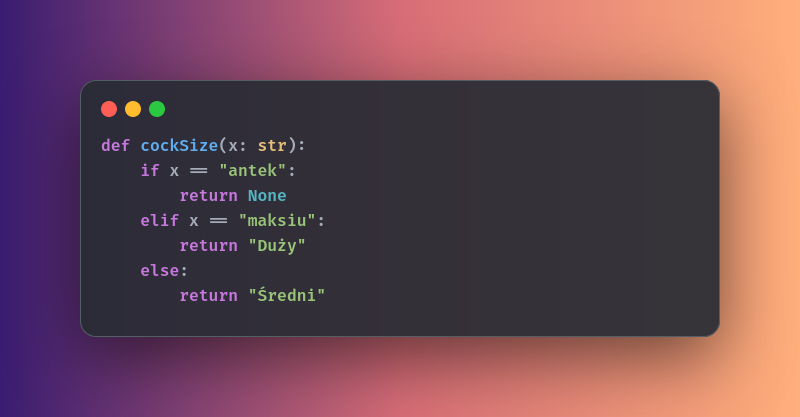 def cockSize(x: str):
    if x == "antek":
        return None
    elif x == "maksiu":
        return "Duży"
    else:
        return "Średni"